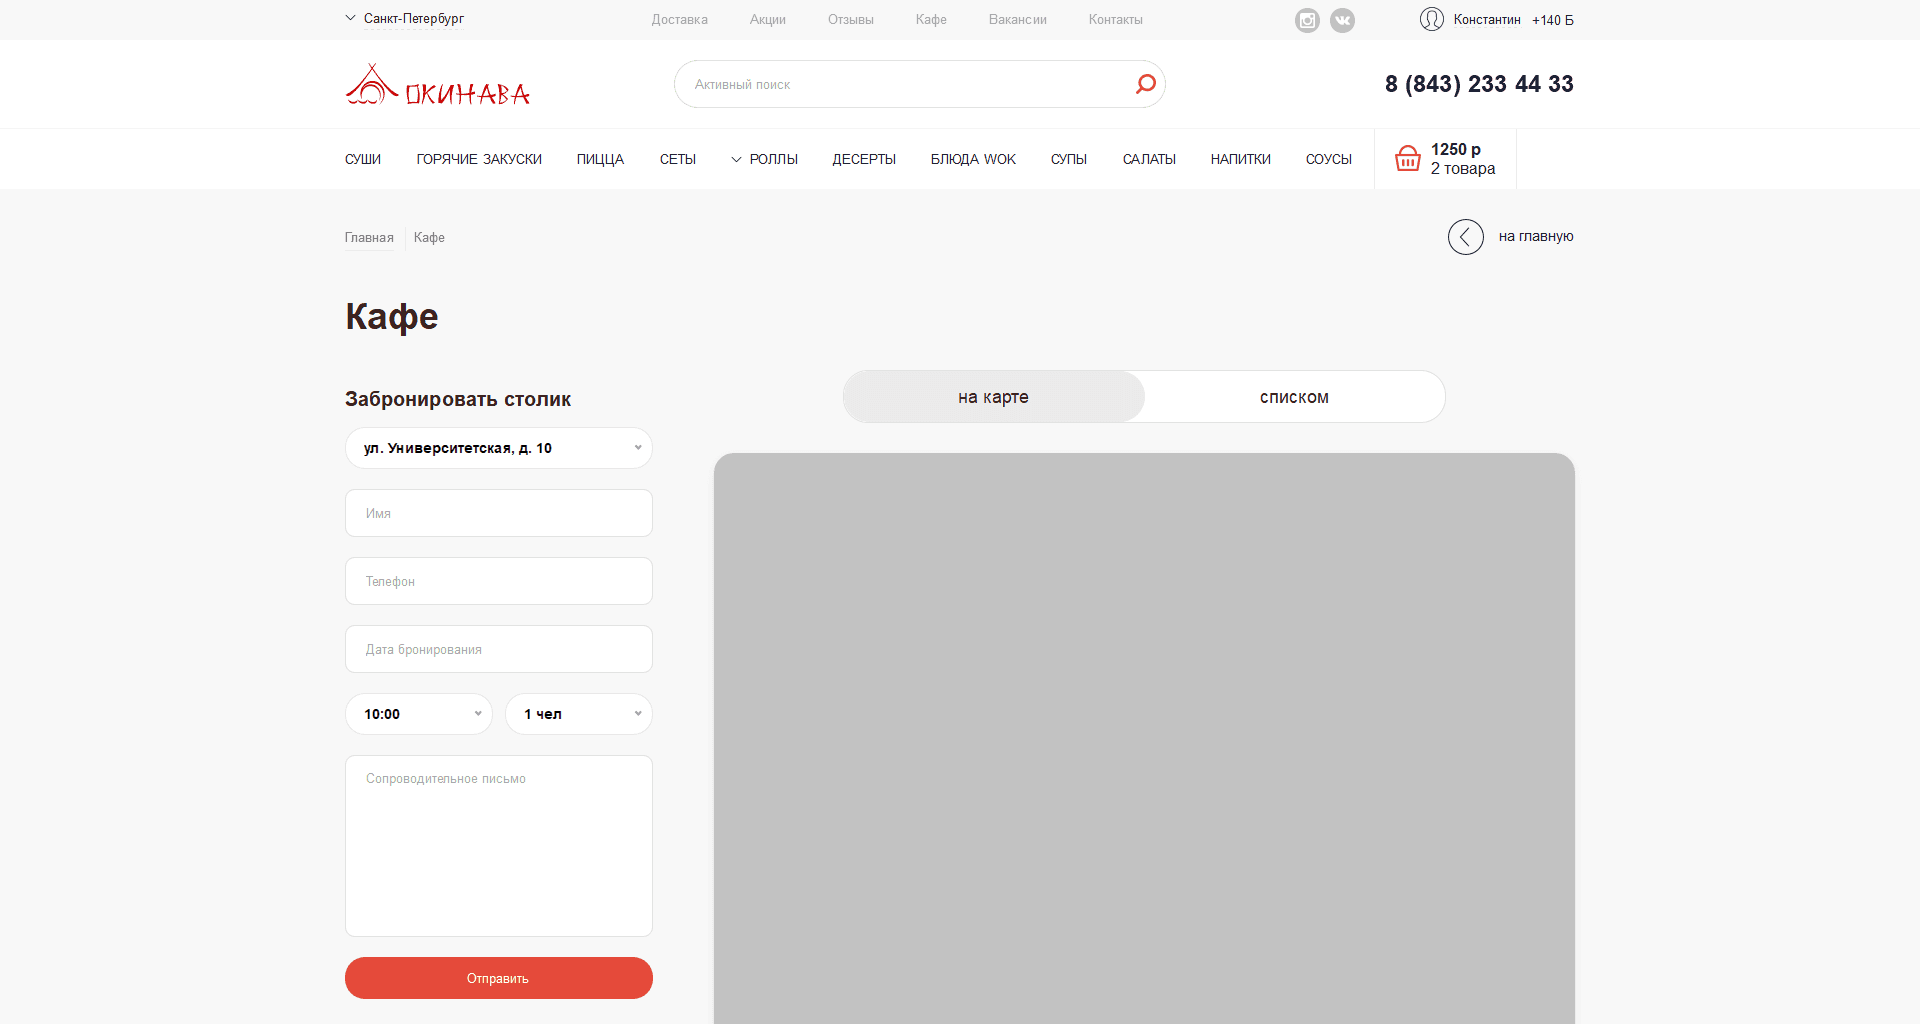 Санкт-Петербург
Доставка
Акции
Отзывы
Кафе
Вакансии
Контакты
Константин
+140 Б
ОКИНАВА
Активный поиск
8 (843) 233 44 33
СУШИ
ГОРЯЧИЕ ЗАКУСКИ
ПИЦЦА
СЕТЫ
РОЛЛЫ
ДЕСЕРТЫ
БЛЮДА WOK
СУПЫ
САЛАТЫ
НАПИТКИ
СОУСЫ
1250 р
2 товара
Главная
Кафе
на главную
Кафе
Забронировать столик
на карте
списком
ул. Университетская, д. 10
Имя
Телефон
Дата бронирования
10:00
1 чел
Сопроводительное письмо
Отправить